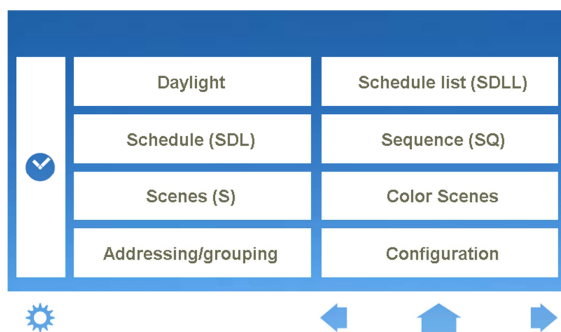 Daylight
Schedule list (SDLL)
Schedule (SDL)
Sequence (SQ)
Scenes (S)
Color Scenes
Addressing/grouping
Configuration